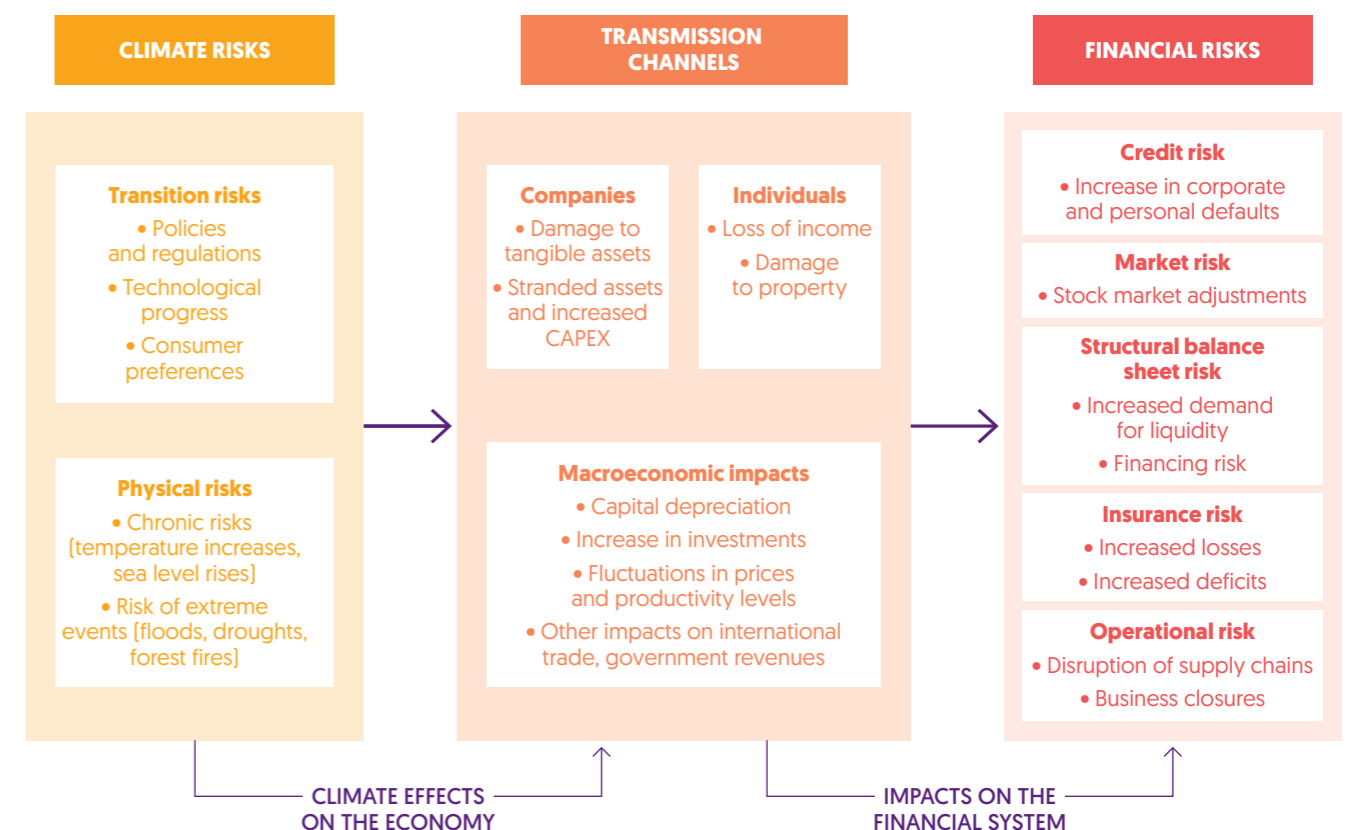 CLIMATE RISKS
TRANSMISSION
CHANNELS
FINANCIAL RISKS
Transition risks
• Policies
and regulations
• Technological
progress
• Consumer
preferences
Physical risks
• Chronic risks
(temperature increases,
sea level rises)
• Risk of extreme
events (floods, droughts,
forest fires)
Companies
• Damage to
tangible assets
• Stranded assets
and increased
CAPEX
Individuals
• Loss of income
• Damage
to property
Macroeconomic impacts
• Capital depreciation
• Increase in investments
• Fluctuations in prices
and productivity levels
• Other impacts on international
trade, government revenues
Credit risk
• Increase in corporate
and personal defaults
Market risk
• Stock market adjustments
Structural balance
sheet risk
• Increased demand
for liquidity
• Financing risk
Insurance risk
• Increased losses
• Increased deficits
Operational risk
• Disruption of supply chains
• Business closures
CLIMATE EFFECTS
ON THE ECONOMY
IMPACTS ON THE
FINANCIAL SYSTEM